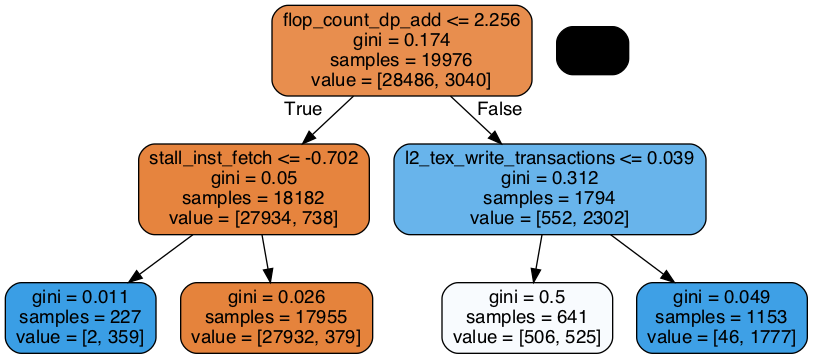 flop_count_dp_add <= 2.256
gini = 0.174
samples = 19976
value = [28486, 3040]
True
False
stall_inst_fetch <= -0.702
gini = 0.05
samples = 18182
value = [27934, 738]
l2_tex_write_transactions <= 0.039
gini = 0.312
samples = 1794
value = [552, 2302]
gini = 0.011
samples = 227
value = [2, 359]
gini = 0.026
samples = 17955
value = [27932, 379]
gini = 0.5
samples = 641
value = [506, 525]
gini = 0.049
samples = 1153
value = [46, 1777]